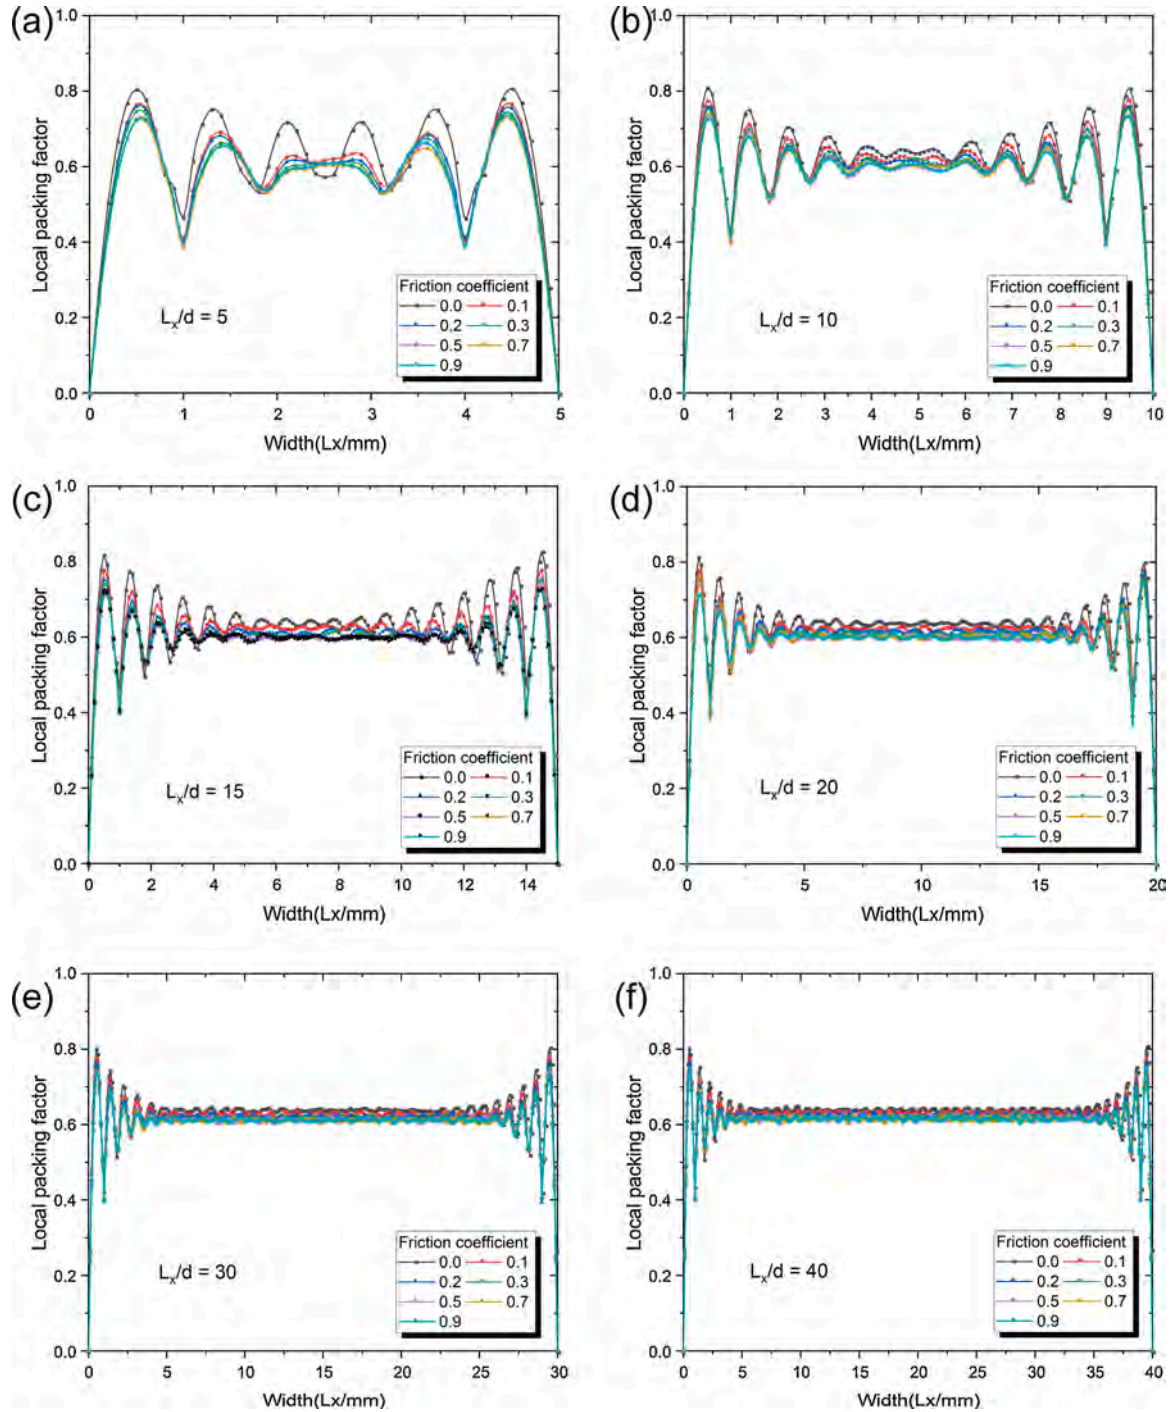 (a)
1.0
0.8
0.6
0.4
0.2
0.0
Local packing factor
Friction coefficient
0.0 0.1
0.2 0.3
0.5 0.7
0.9
Lₓ/d = 5
0 1 2 3 4 5
Width(Lx/mm)
(b)
1.0
0.8
0.6
0.4
0.2
0.0
Local packing factor
Friction coefficient
0.0 0.1
0.2 0.3
0.5 0.7
0.9
Lₓ/d = 10
0 1 2 3 4 5 6 7 8 9 10
Width(Lx/mm)
(c)
1.0
0.8
0.6
0.4
0.2
0.0
Local packing factor
Friction coefficient
0.0 0.1
0.2 0.3
0.5 0.7
0.9
Lₓ/d = 15
0 2 4 6 8 10 12 14
Width(Lx/mm)
(d)
1.0
0.8
0.6
0.4
0.2
0.0
Local packing factor
Friction coefficient
0.0 0.1
0.2 0.3
0.5 0.7
0.9
Lₓ/d = 20
0 5 10 15 20
Width(Lx/mm)
(e)
1.0
0.8
0.6
0.4
0.2
0.0
Local packing factor
Friction coefficient
0.0 0.1
0.2 0.3
0.5 0.7
0.9
Lₓ/d = 30
0 5 10 15 20 25 30
Width(Lx/mm)
(f)
1.0
0.8
0.6
0.4
0.2
0.0
Local packing factor
Friction coefficient
0.0 0.1
0.2 0.3
0.5 0.7
0.9
Lₓ/d = 40
0 5 10 15 20 25 30 35 40
Width(Lx/mm)